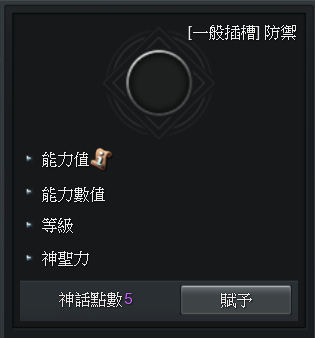 [一般插槽] 防禦
能力值
能力數值
等級
神聖力
神話點數5 賦予